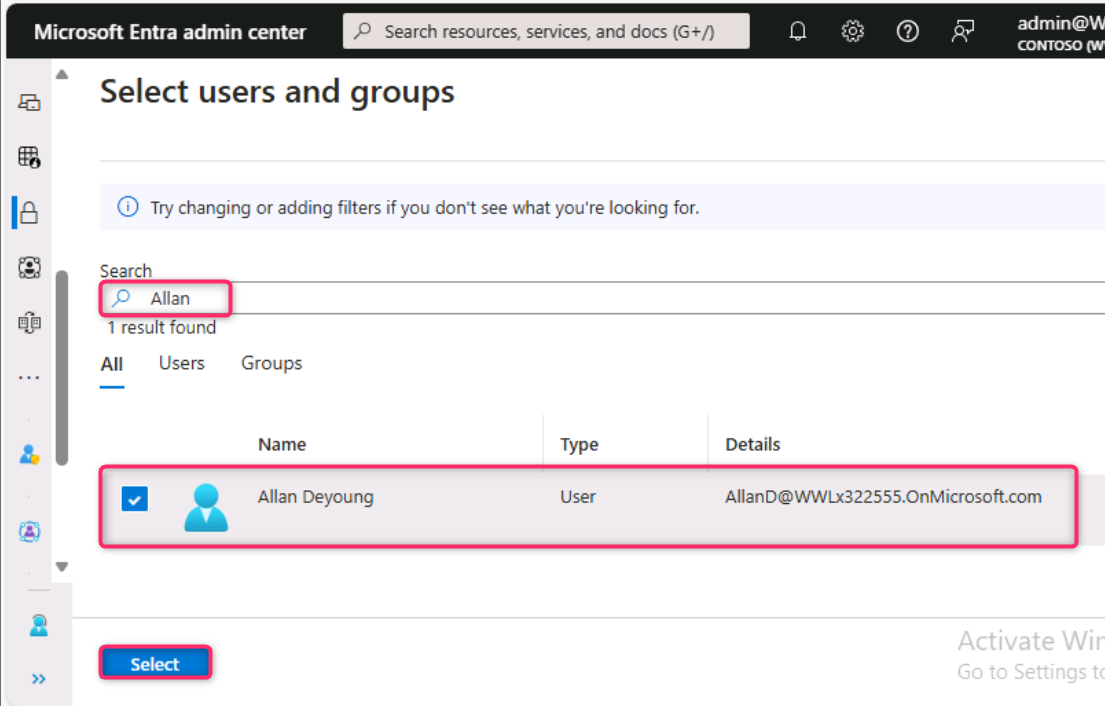 Microsoft Entra admin center
Search resources, services, and docs (G+/)
admin@W
CONTOSO (W
Select users and groups
Try changing or adding filters if you don't see what you're looking for.
Search
Allan
1 result found
All Users Groups
Name Type Details
Allan Deyoung User AllanD@WWLx322555.OnMicrosoft.com
Select
Activate Win
Go to Settings to